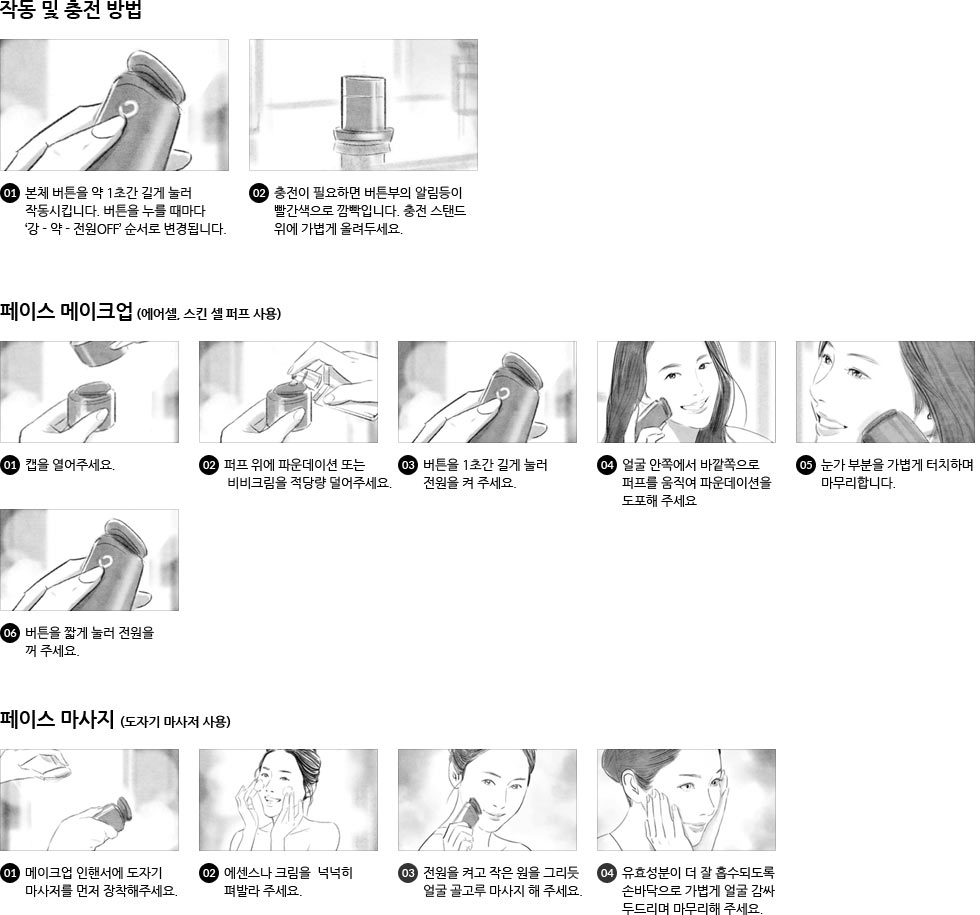 작동 및 충전 방법
01 본체 버튼을 약 1초간 길게 눌러
작동시킵니다. 버튼을 누를 때마다
‘강 - 약 - 전원OFF’ 순서로 변경됩니다.
02 충전이 필요하면 버튼부의 알림등이
빨간색으로 깜빡입니다. 충전 스탠드
위에 가볍게 올려두세요.
페이스 메이크업 (에어셀, 스킨 셀 퍼프 사용)
01 캡을 열어주세요.
02 퍼프 위에 파운데이션 또는
비비크림을 적당량 덜어주세요.
03 버튼을 1초간 길게 눌러
전원을 켜 주세요.
04 얼굴 안쪽에서 바깥쪽으로
퍼프를 움직여 파운데이션을
도포해 주세요
05 눈가 부분을 가볍게 터치하며
마무리합니다.
06 버튼을 짧게 눌러 전원을
꺼 주세요.
페이스 마사지 (도자기 마사저 사용)
01 메이크업 인핸서에 도자기
마사저를 먼저 장착해주세요.
02 에센스나 크림을 넉넉히
펴발라 주세요.
03 전원을 켜고 작은 원을 그리듯
얼굴 골고루 마사지 해 주세요.
04 유효성분이 더 잘 흡수되도록
손바닥으로 가볍게 얼굴 감싸
두드리며 마무리해 주세요.